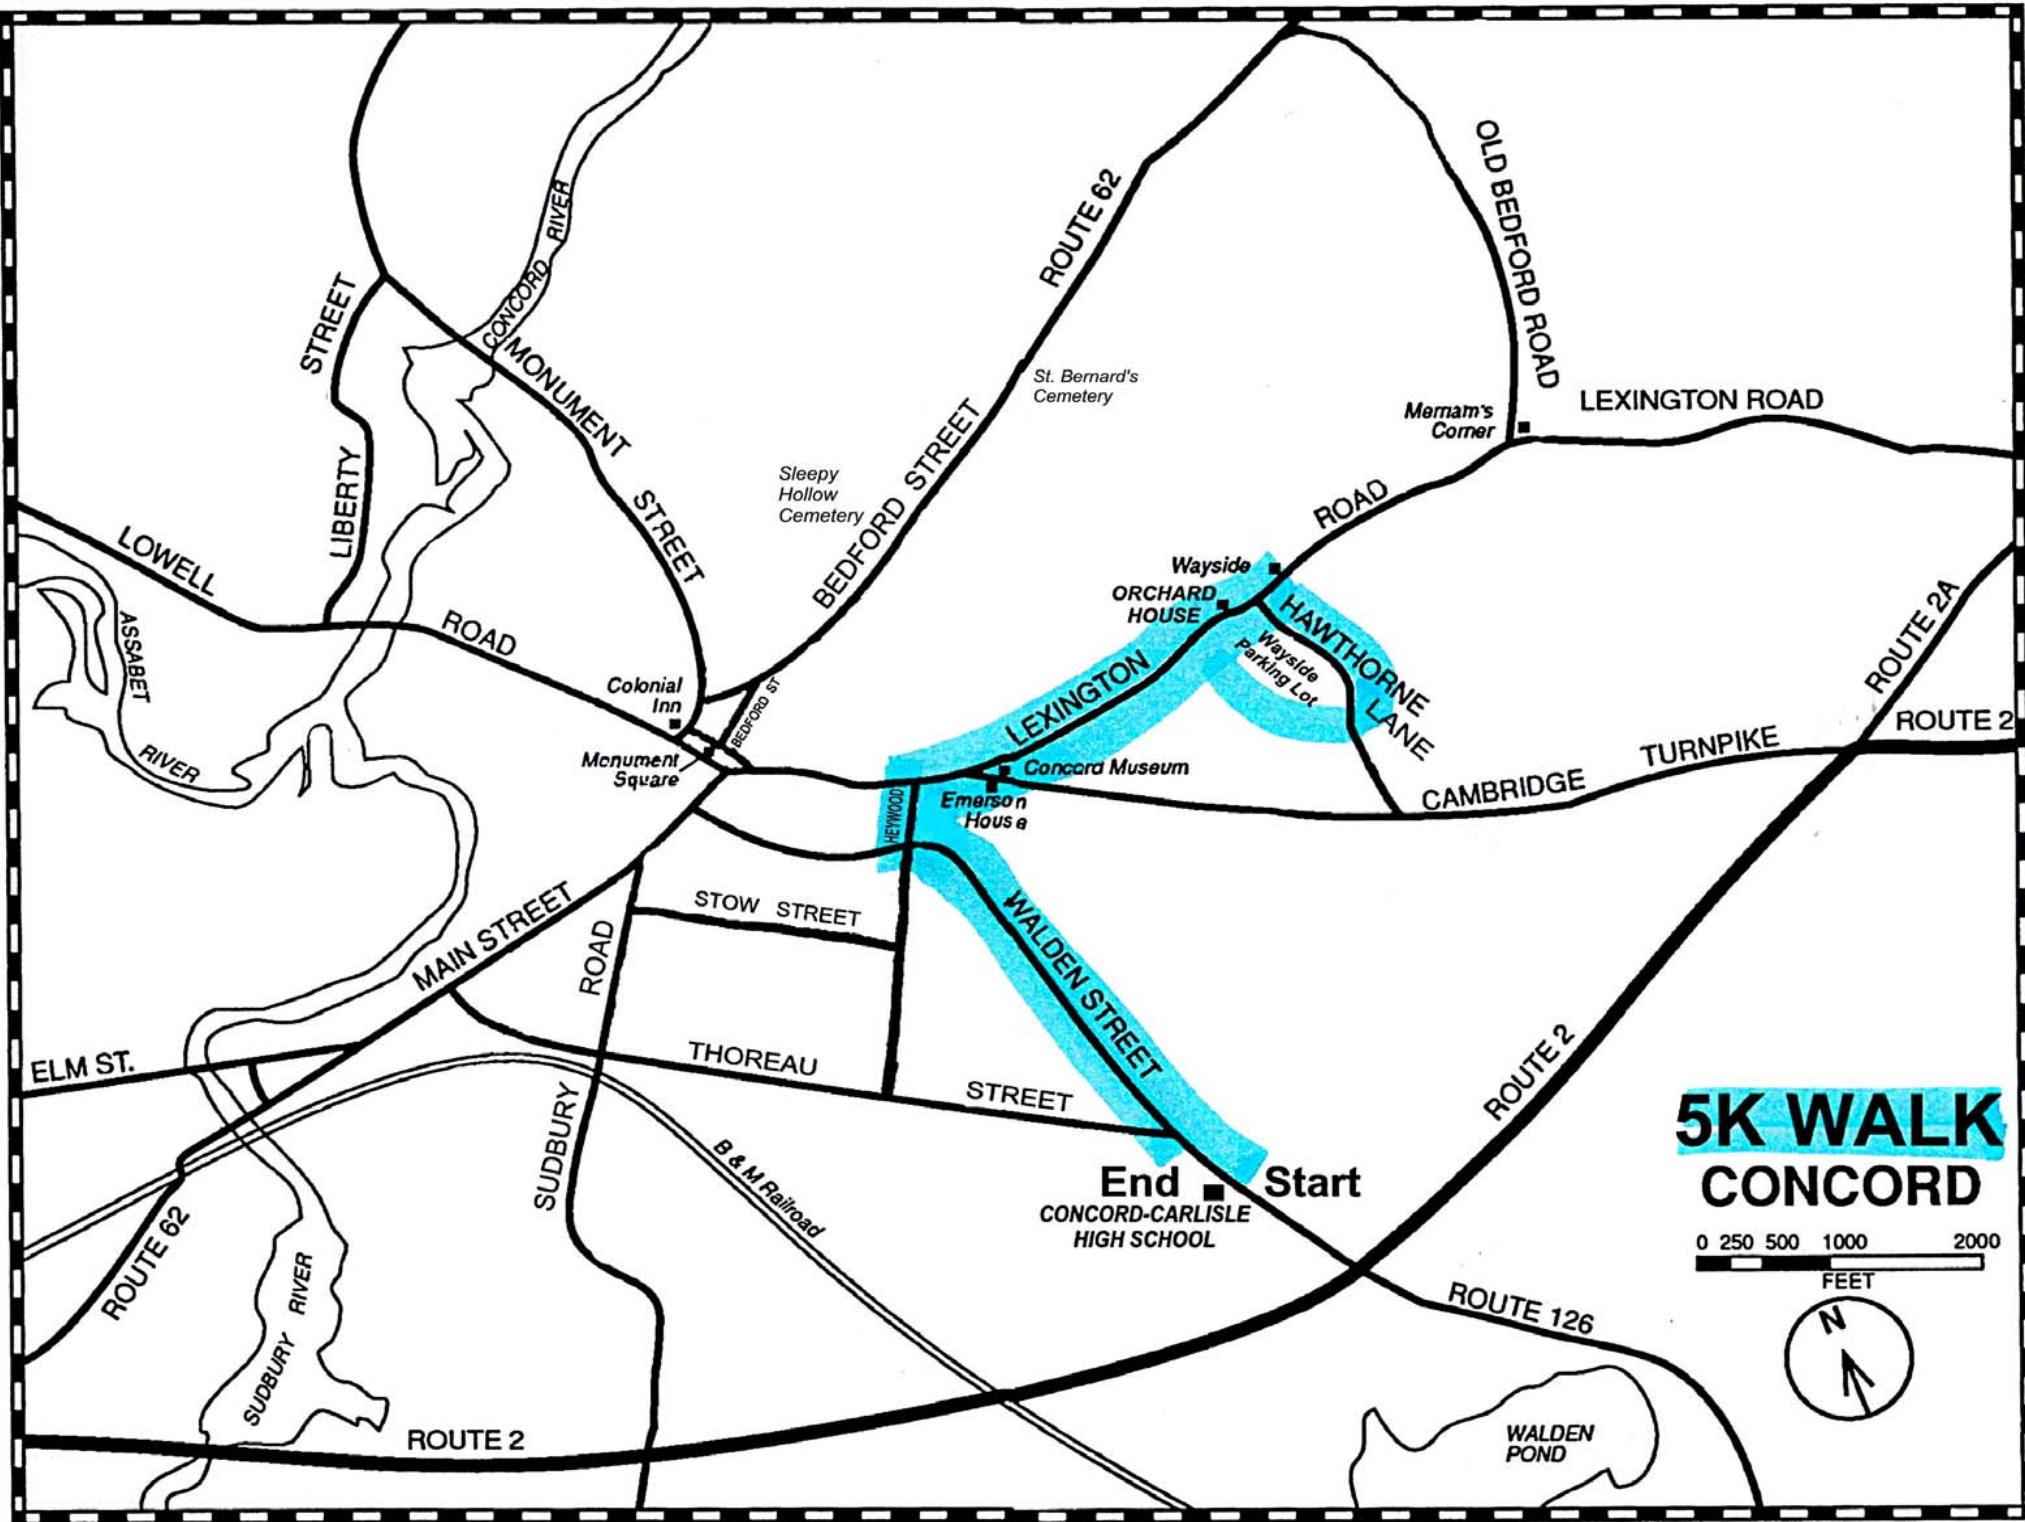 CONCORD RIVER
ROUTE 62
OLD BEDFORD ROAD
LIBERTY STREET
MONUMENT STREET
St. Bernard's
Cemetery
Sleepy
Hollow
Cemetery
BEDFORD STREET
Merriam's
Corner
LEXINGTON ROAD
LOWELL ROAD
ASSABET RIVER
Colonial
Inn
BEDFORD ST
Monument
Square
Wayside
ORCHARD
HOUSE
LEXINGTON ROAD
HAWTHORNE
LANE
Wayside
Parking Lot
ROUTE 2A
ROUTE 2
CAMBRIDGE TURNPIKE
Concord Museum
Emerson
House
HEYWOOD
WALDEN STREET
STOW STREET
MAIN STREET
SUDBURY ROAD
THOREAU STREET
ELM ST.
B & M Railroad
ROUTE 62
SUDBURY RIVER
ROUTE 2
End
Start
CONCORD-CARLISLE
HIGH SCHOOL
ROUTE 2
ROUTE 126
WALDEN
POND
5K WALK
CONCORD
0 250 500 1000 2000
FEET
N